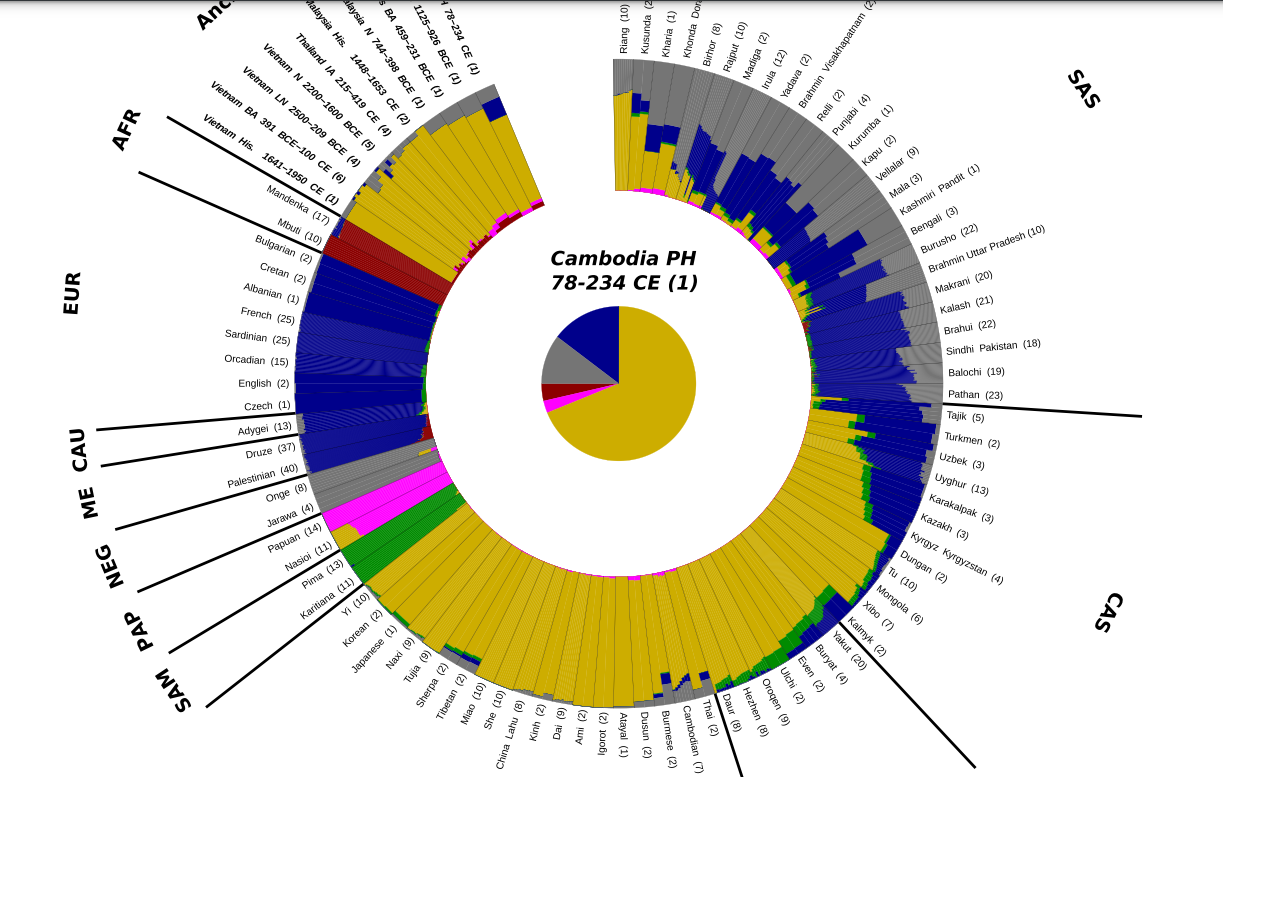 AFR
EUR
CAU
ME
NEG
PAP
SAM
SAS
CAS
Cambodia PH
78-234 CE (1)
Riang (10)
Kharia (1)
Birhor (8)
Rajput (10)
Madiga (2)
Irula (12)
Yadava (2)
Brahmin Visakhapatnam
Relli (2)
Punjabi (4)
Kurumba (1)
Kapu (2)
Vellalar (9)
Mala (3)
Kashmiri Pandit (1)
Bengali (3)
Burusho (22)
Brahmin Uttar Pradesh (10)
Makrani (20)
Kalash (21)
Brahui (22)
Sindhi Pakistan (18)
Balochi (19)
Pathan (23)
Tajik (5)
Turkmen (2)
Uzbek (3)
Uyghur (13)
Karakalpak (3)
Kazakh (3)
Kyrgyz Kyrgyzstan (4)
Dungan (2)
Tu (10)
Mongola (6)
Xibo (7)
Kalmyk (2)
Yakut (20)
Buryat (4)
Even (2)
Ulchi (2)
Oroqen (9)
Hezhen (8)
Daur (8)
Thai (2)
Cambodian (7)
Burmese (2)
Dusun (2)
Atayal (1)
Igorot (2)
Ami (2)
Dai (9)
Kinh (2)
China Lahu (8)
She (10)
Miao (10)
Tibetan (2)
Sherpa (2)
Tujia (9)
Naxi (9)
Japanese (1)
Korean (2)
Yi (10)
Karitiana (11)
Pima (13)
Nasioi (11)
Papuan (14)
Jarawa (4)
Onge (8)
Palestinian (40)
Druze (37)
Adygei (13)
Czech (1)
English (2)
Orcadian (15)
Sardinian (25)
French (25)
Albanian (1)
Cretan (2)
Bulgarian (2)
Mbuti (10)
Mandenka (17)
Vietnam His. 1641–1950 CE (1)
Vietnam BA 391 BCE–100 CE (6)
Vietnam LN 2500–209 BCE (4)
Vietnam N 2200–1600 BCE (5)
Thailand IA 215–419 CE (4)
His. 1448–1653 CE (2)
N 744–398 BCE (1)
BA 459–231 BCE (1)
1125–926 BCE (1)
78–234 CE (1)